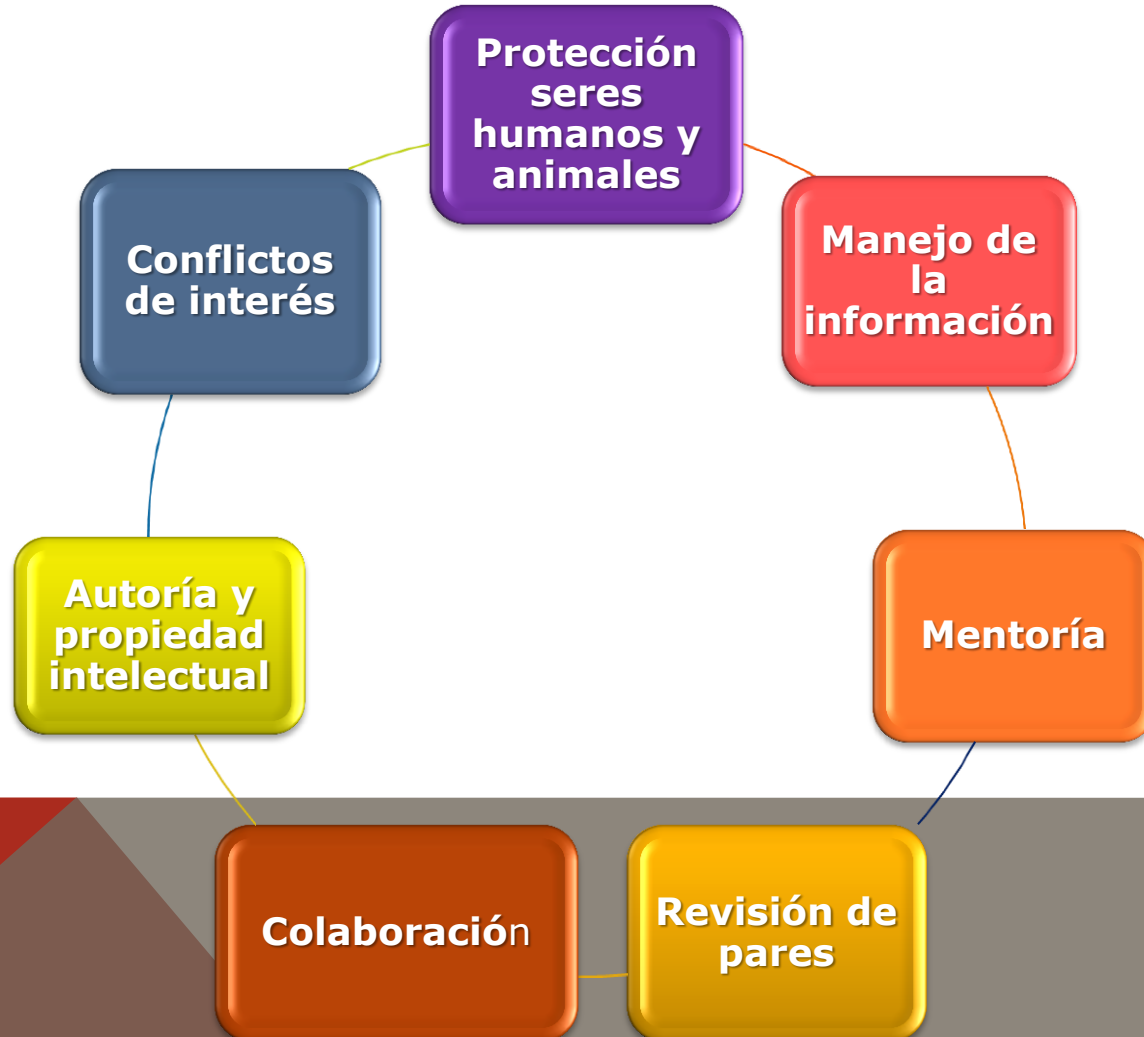 Protección
seres
humanos y
animales
Manejo de
la
información
Mentoría
Revisión de
pares
Colaboración
Autoría y
propiedad
intelectual
Conflictos
de interés